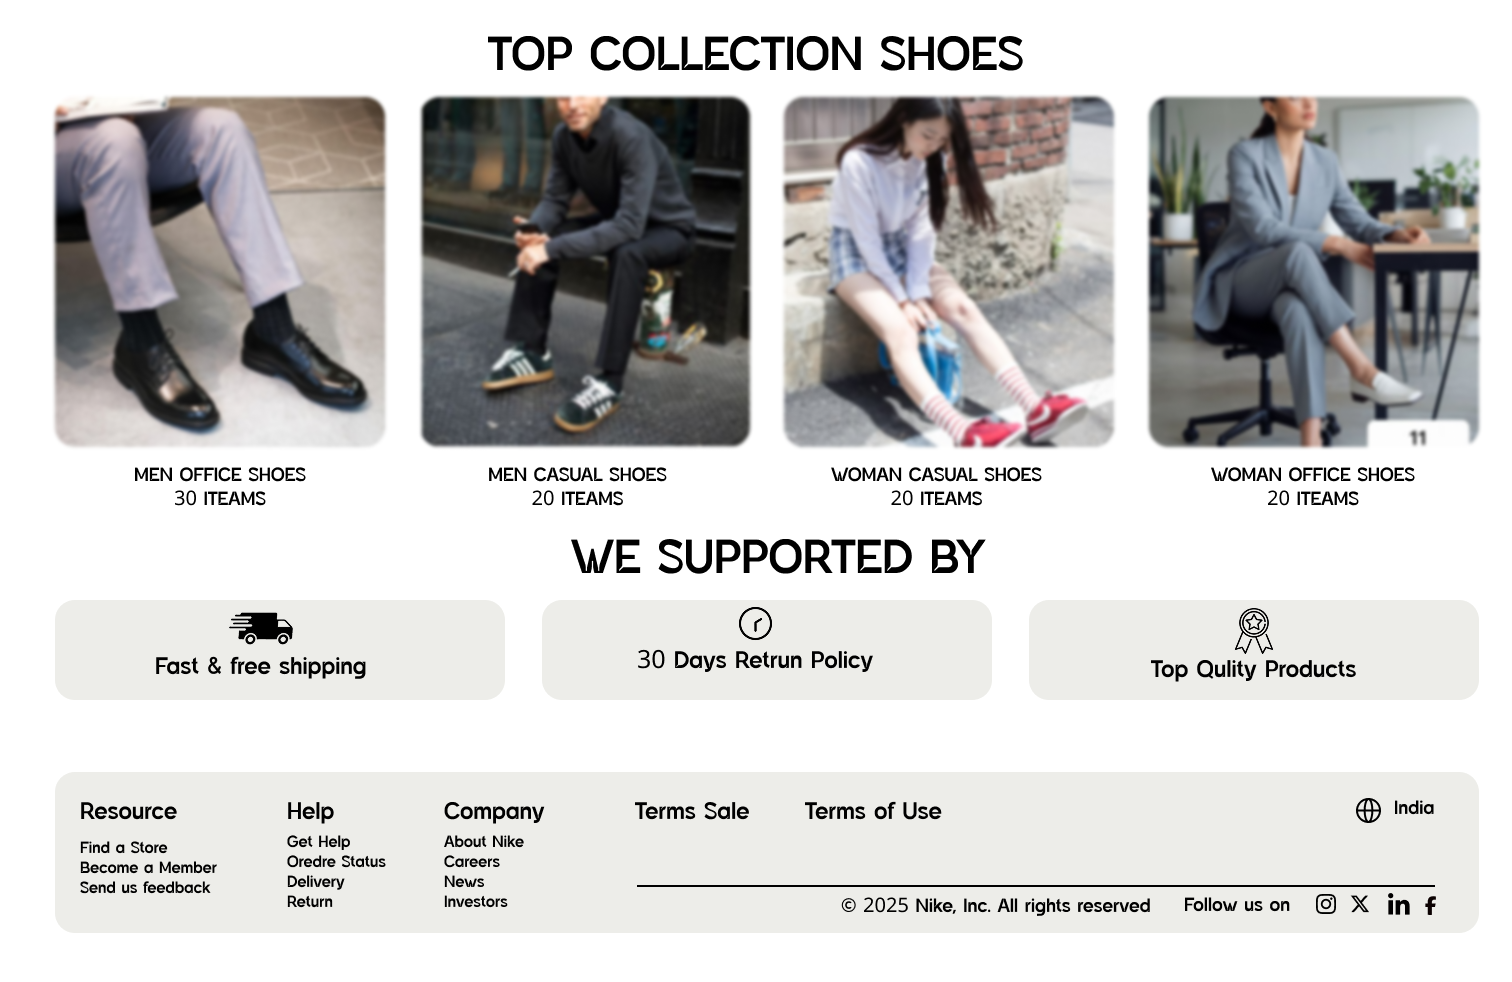 TOP COLLECTION SHOES
11
MEN OFFICE SHOES
30 ITEAMS
MEN CASUAL SHOES
20 ITEAMS
WOMAN CASUAL SHOES
20 ITEAMS
WOMAN OFFICE SHOES
20 ITEAMS
WE SUPPORTED BY
Fast & free shipping
30 Days Retrun Policy
Top Qulity Products
Resource
Find a Store
Become a Member
Send us feedback
Help
Get Help
Oredre Status
Delivery
Return
Company
About Nike
Careers
News
Investors
Terms Sale
Terms of Use
India
© 2025 Nike, Inc. All rights reserved
Follow us on